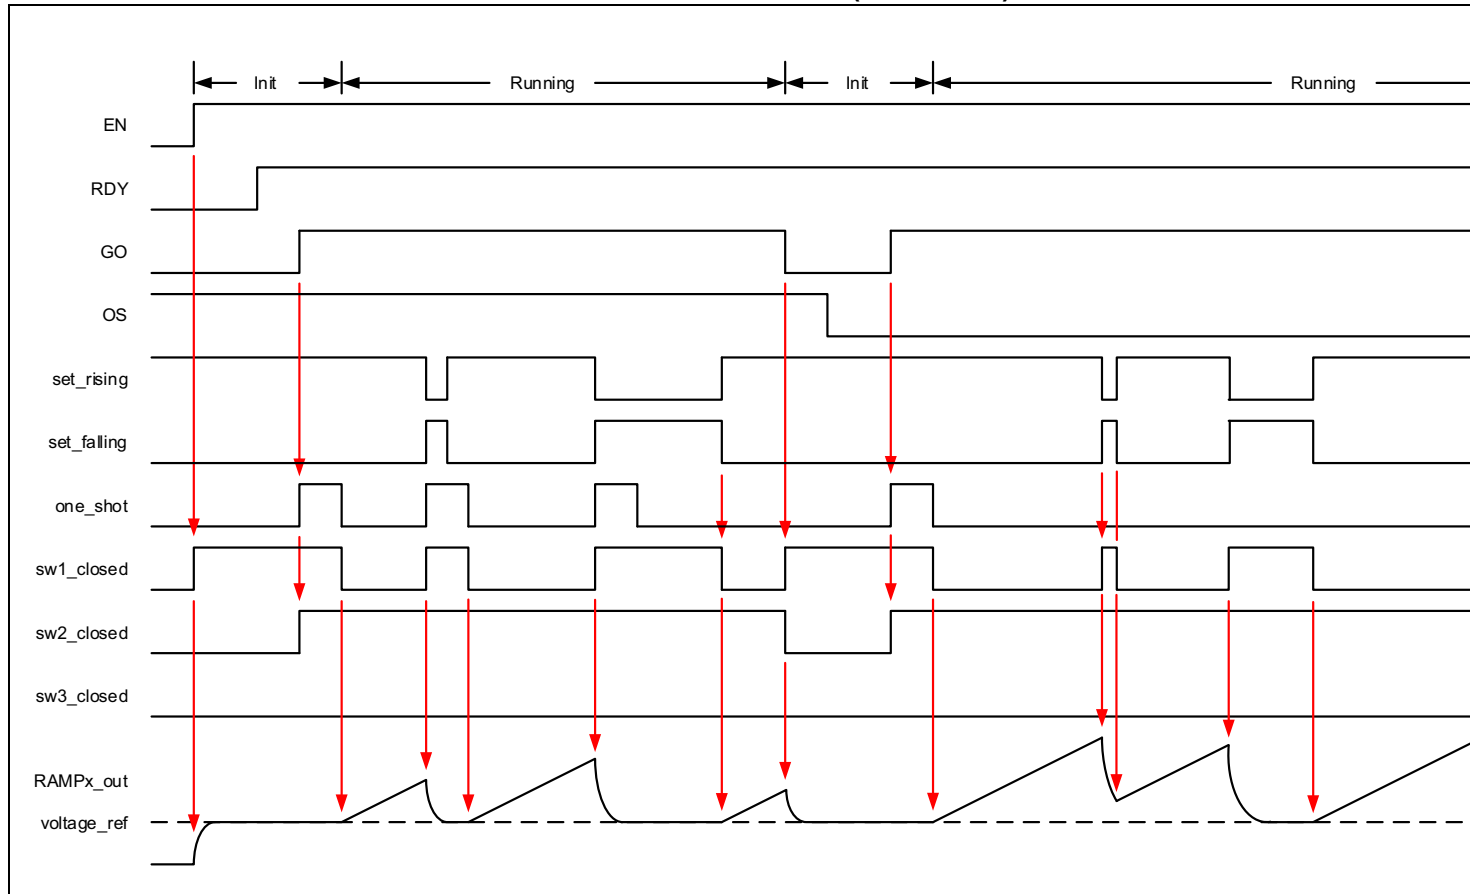 Init Running Init Running
EN
RDY
GO
OS
set_rising
set_falling
one_shot
sw1_closed
sw2_closed
sw3_closed
RAMPx_out
voltage_ref